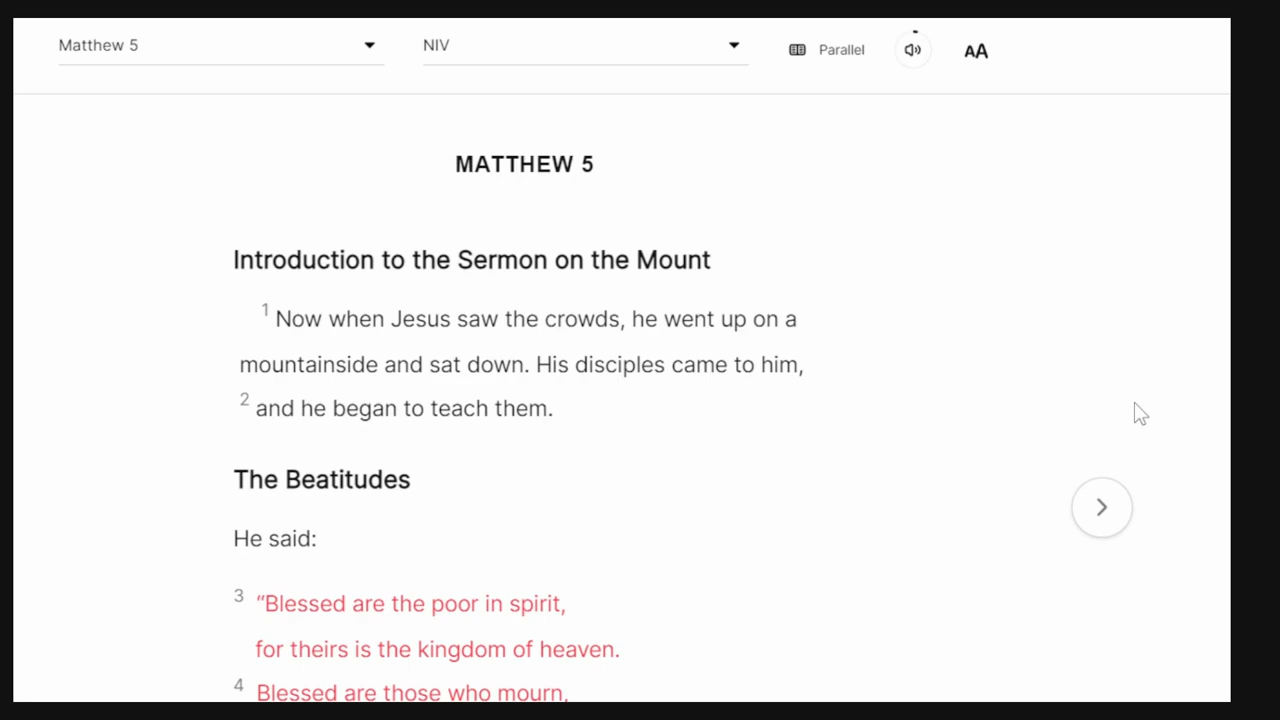 Matthew 5
NIV
Parallel
AA
MATTHEW 5
Introduction to the Sermon on the Mount
1 Now when Jesus saw the crowds, he went up on a
mountainside and sat down. His disciples came to him,
2 and he began to teach them.
The Beatitudes
He said:
3 “Blessed are the poor in spirit,
for theirs is the kingdom of heaven.
4 Blessed are those who mourn,